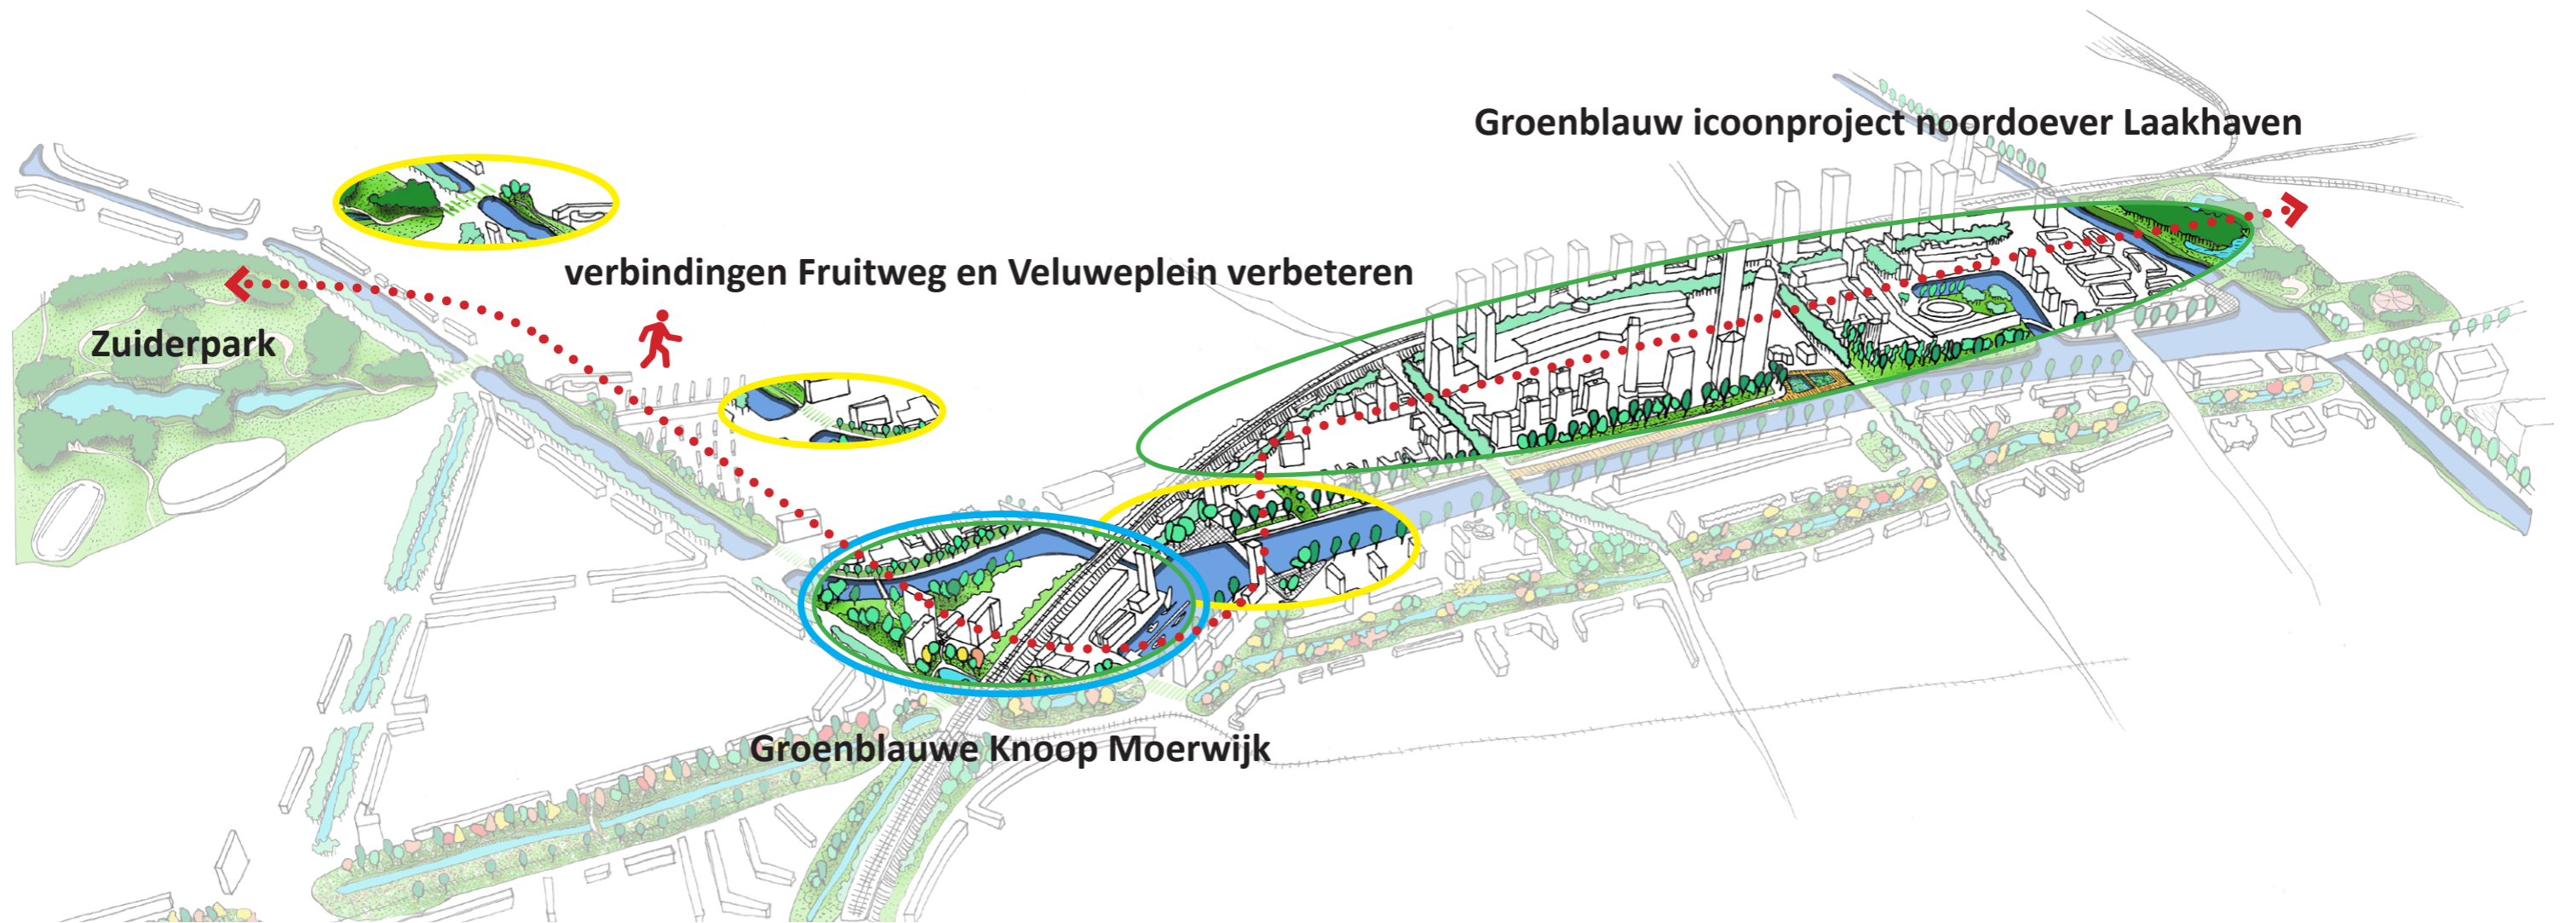 Groenblauw icoonproject noordoever Laakhaven
verbindingen Fruitweg en Veluweplein verbeteren
Zuiderpark
Groenblauwe Knoop Moerwijk